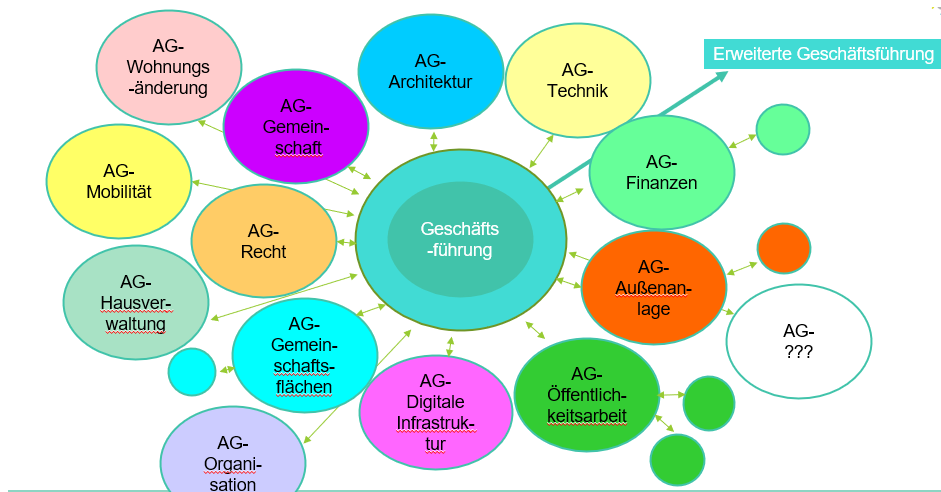 AG-
Wohnungs
-änderung
AG-
Gemein-
schaft
AG-
Architektur
AG-
Technik
Erweiterte Geschäftsführung
AG-
Mobilität
AG-
Recht
Geschäfts
-führung
AG-
Finanzen
AG-
Hausver-
waltung
AG-
Gemein-
schafts-
flächen
AG-
Außenan-
lage
AG-
???
AG-
Digitale
Infrastruk-
tur
AG-
Öffentlich-
keitsarbeit
AG-
Organi-
sation